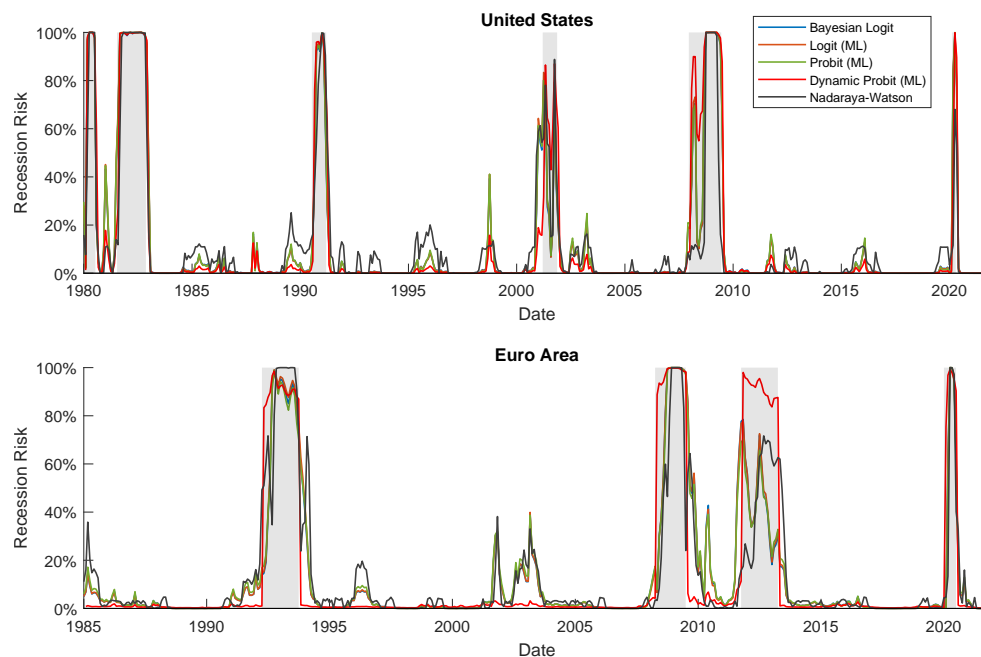 United States
100%
80%
60%
40%
20%
0%
Recession Risk
1980
1985
1990
1995
2000
2005
2010
2015
2020
Date
Bayesian Logit
Logit (ML)
Probit (ML)
Dynamic Probit (ML)
Nadaraya-Watson
Euro Area
100%
80%
60%
40%
20%
0%
Recession Risk
1985
1990
1995
2000
2005
2010
2015
2020
Date